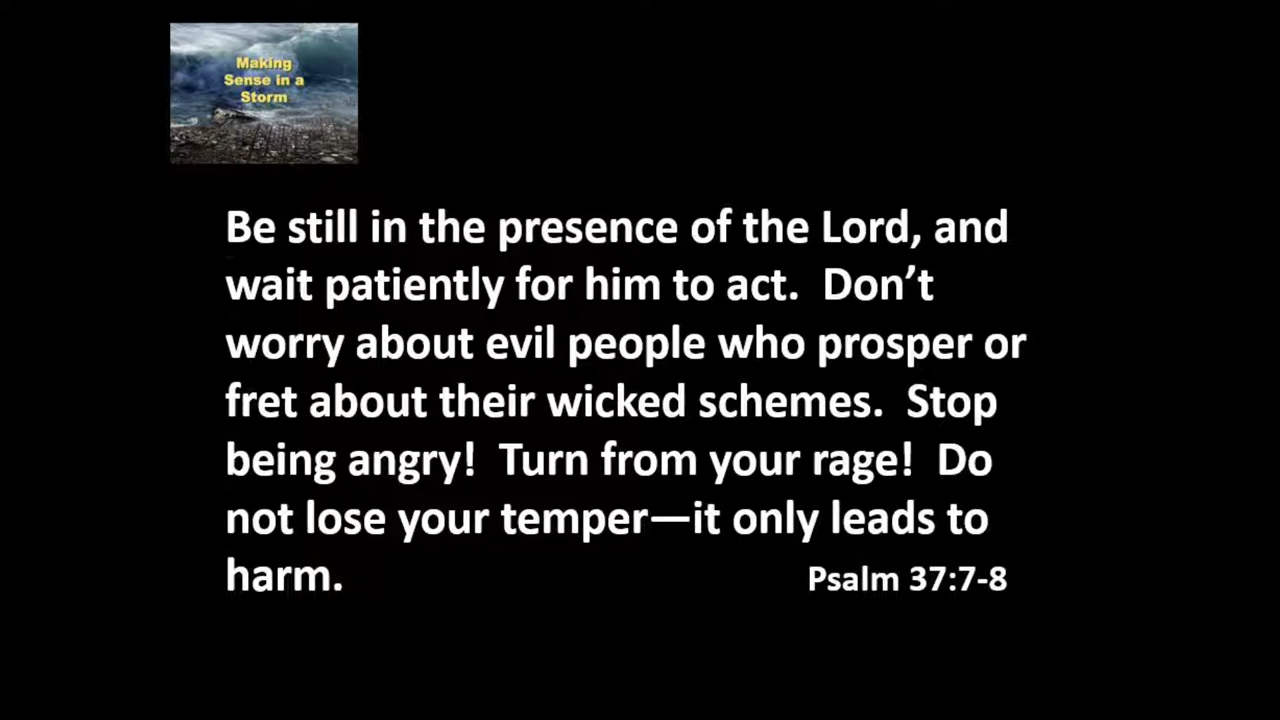 Making
Sense in a
Storm
Be still in the presence of the Lord, and
wait patiently for him to act.  Don’t
worry about evil people who prosper or
fret about their wicked schemes.  Stop
being angry!  Turn from your rage!  Do
not lose your temper—it only leads to
harm.
Psalm 37:7-8